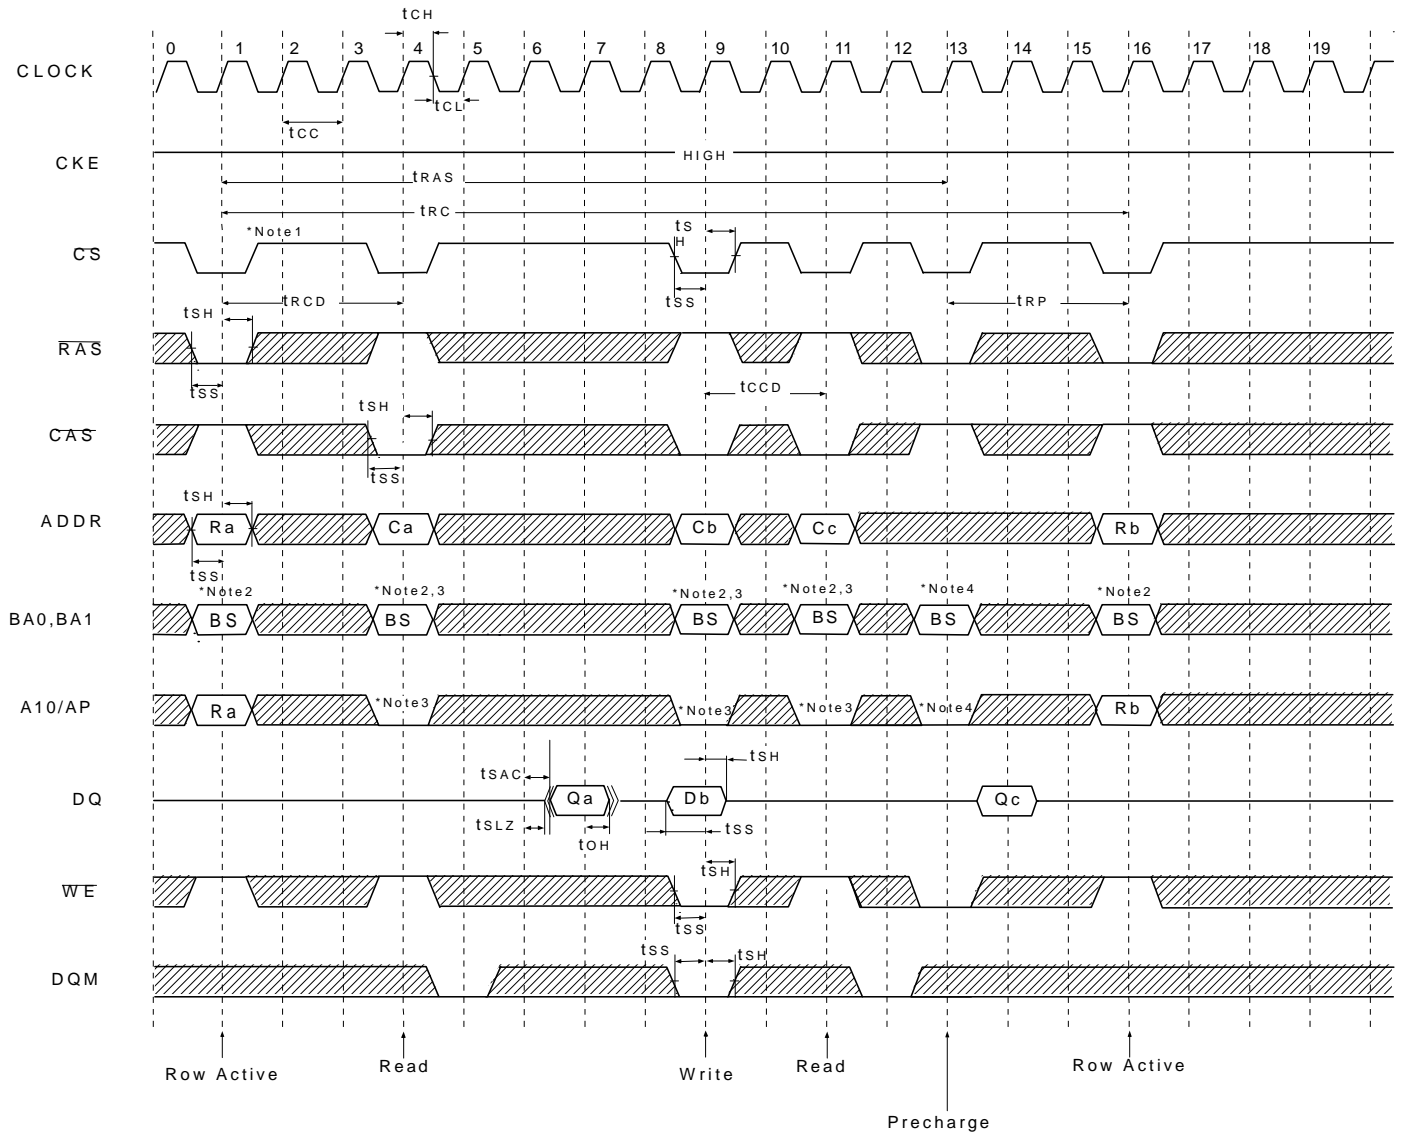 tCH
0 1 2 3 4 5 6 7 8 9 10 11 12 13 14 15 16 17 18 19
CLOCK
tCL
tCC
CKE
HIGH
tRAS
tRC
*Note1
tS
H
CS
tRCD
tSS
tRP
tSH
RAS
tSS
tCCD
tSH
CAS
tSS
tSH
ADDR
Ra Ca Cb Cc Rb
tSS
*Note2 *Note2,3 *Note2,3 *Note2,3 *Note4 *Note2
BA0,BA1
BS BS BS BS BS BS
A10/AP
Ra *Note3 *Note3 *Note3 *Note4 Rb
tSH
tSAC
DQ
Qa Db Qc
tSLZ
tSS
tOH
tSH
WE
tSS
tSS
tSH
DQM
Row Active Read Write Read Row Active
Precharge